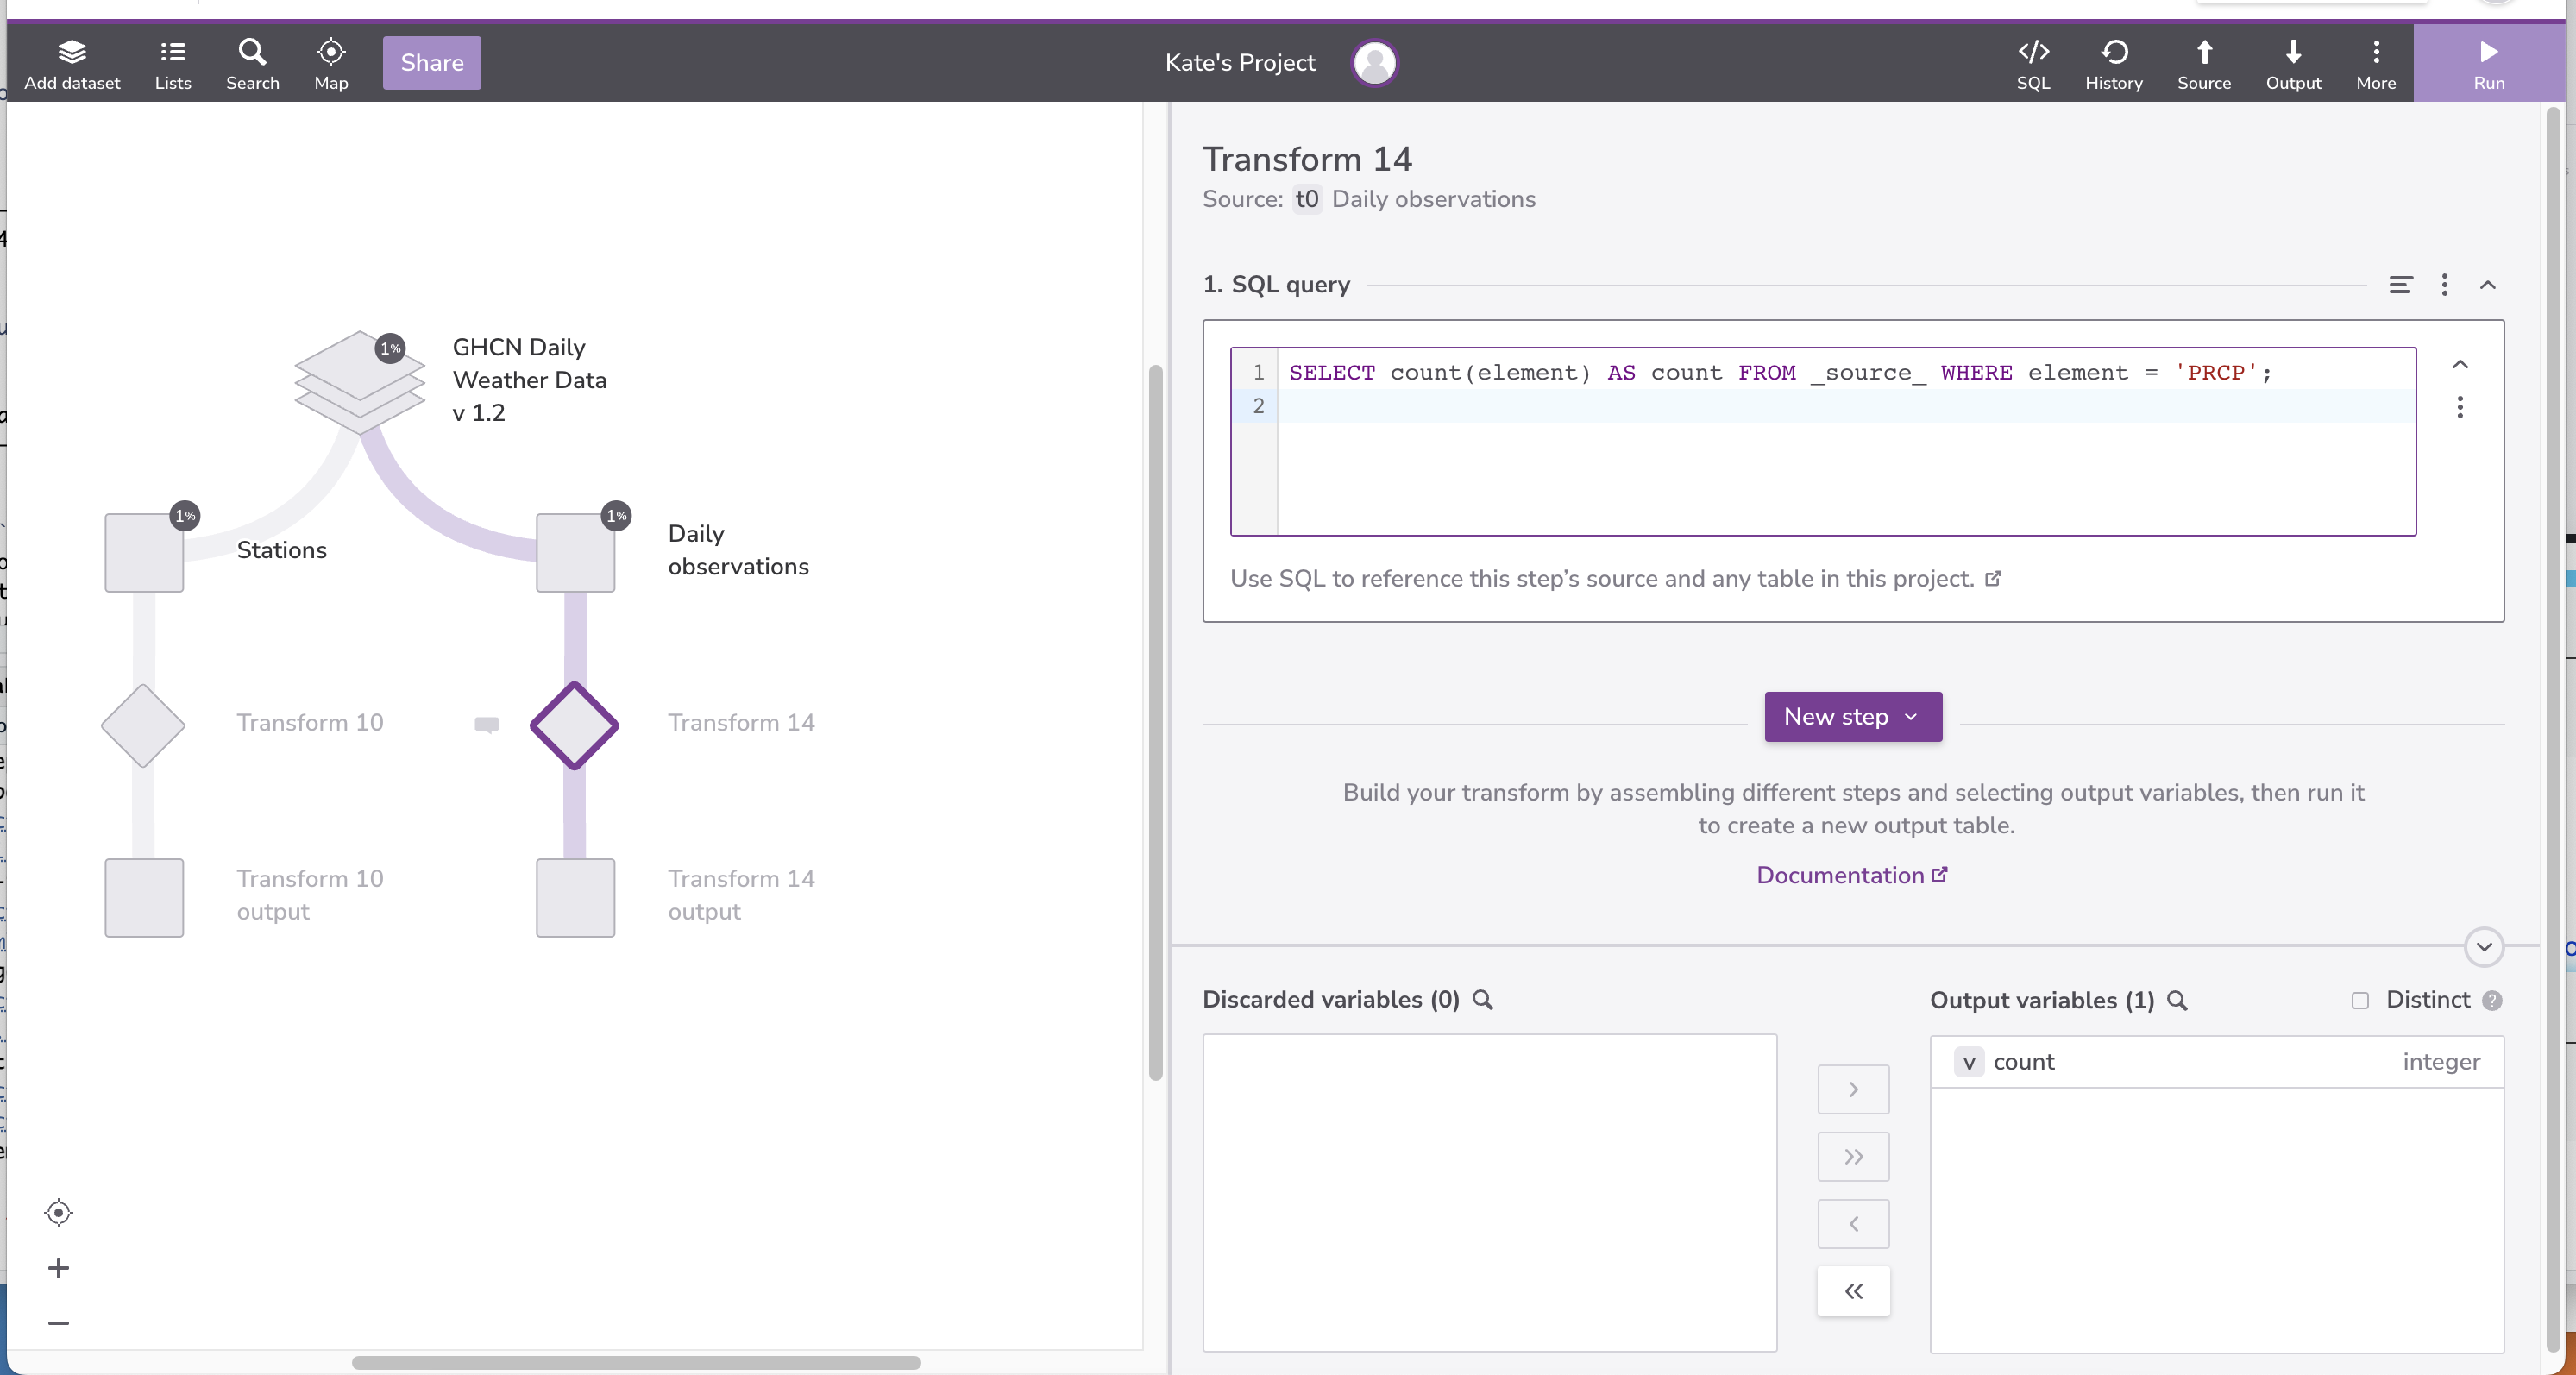 Add dataset
Lists
Search
Map
Share
Kate's Project
SQL
History
Source
Output
More
Run
GHCN Daily
Weather Data
v 1.2
1%
Stations
1%
Daily
observations
1%
Transform 10
Transform 14
Transform 10
output
Transform 14
output
Transform 14
Source: t0 Daily observations
1. SQL query
1 SELECT count(element) AS count FROM _source_ WHERE element = 'PRCP';
2
Use SQL to reference this step’s source and any table in this project.
New step
Build your transform by assembling different steps and selecting output variables, then run it
to create a new output table.
Documentation
Discarded variables (0)
Output variables (1)
Distinct ?
v count integer